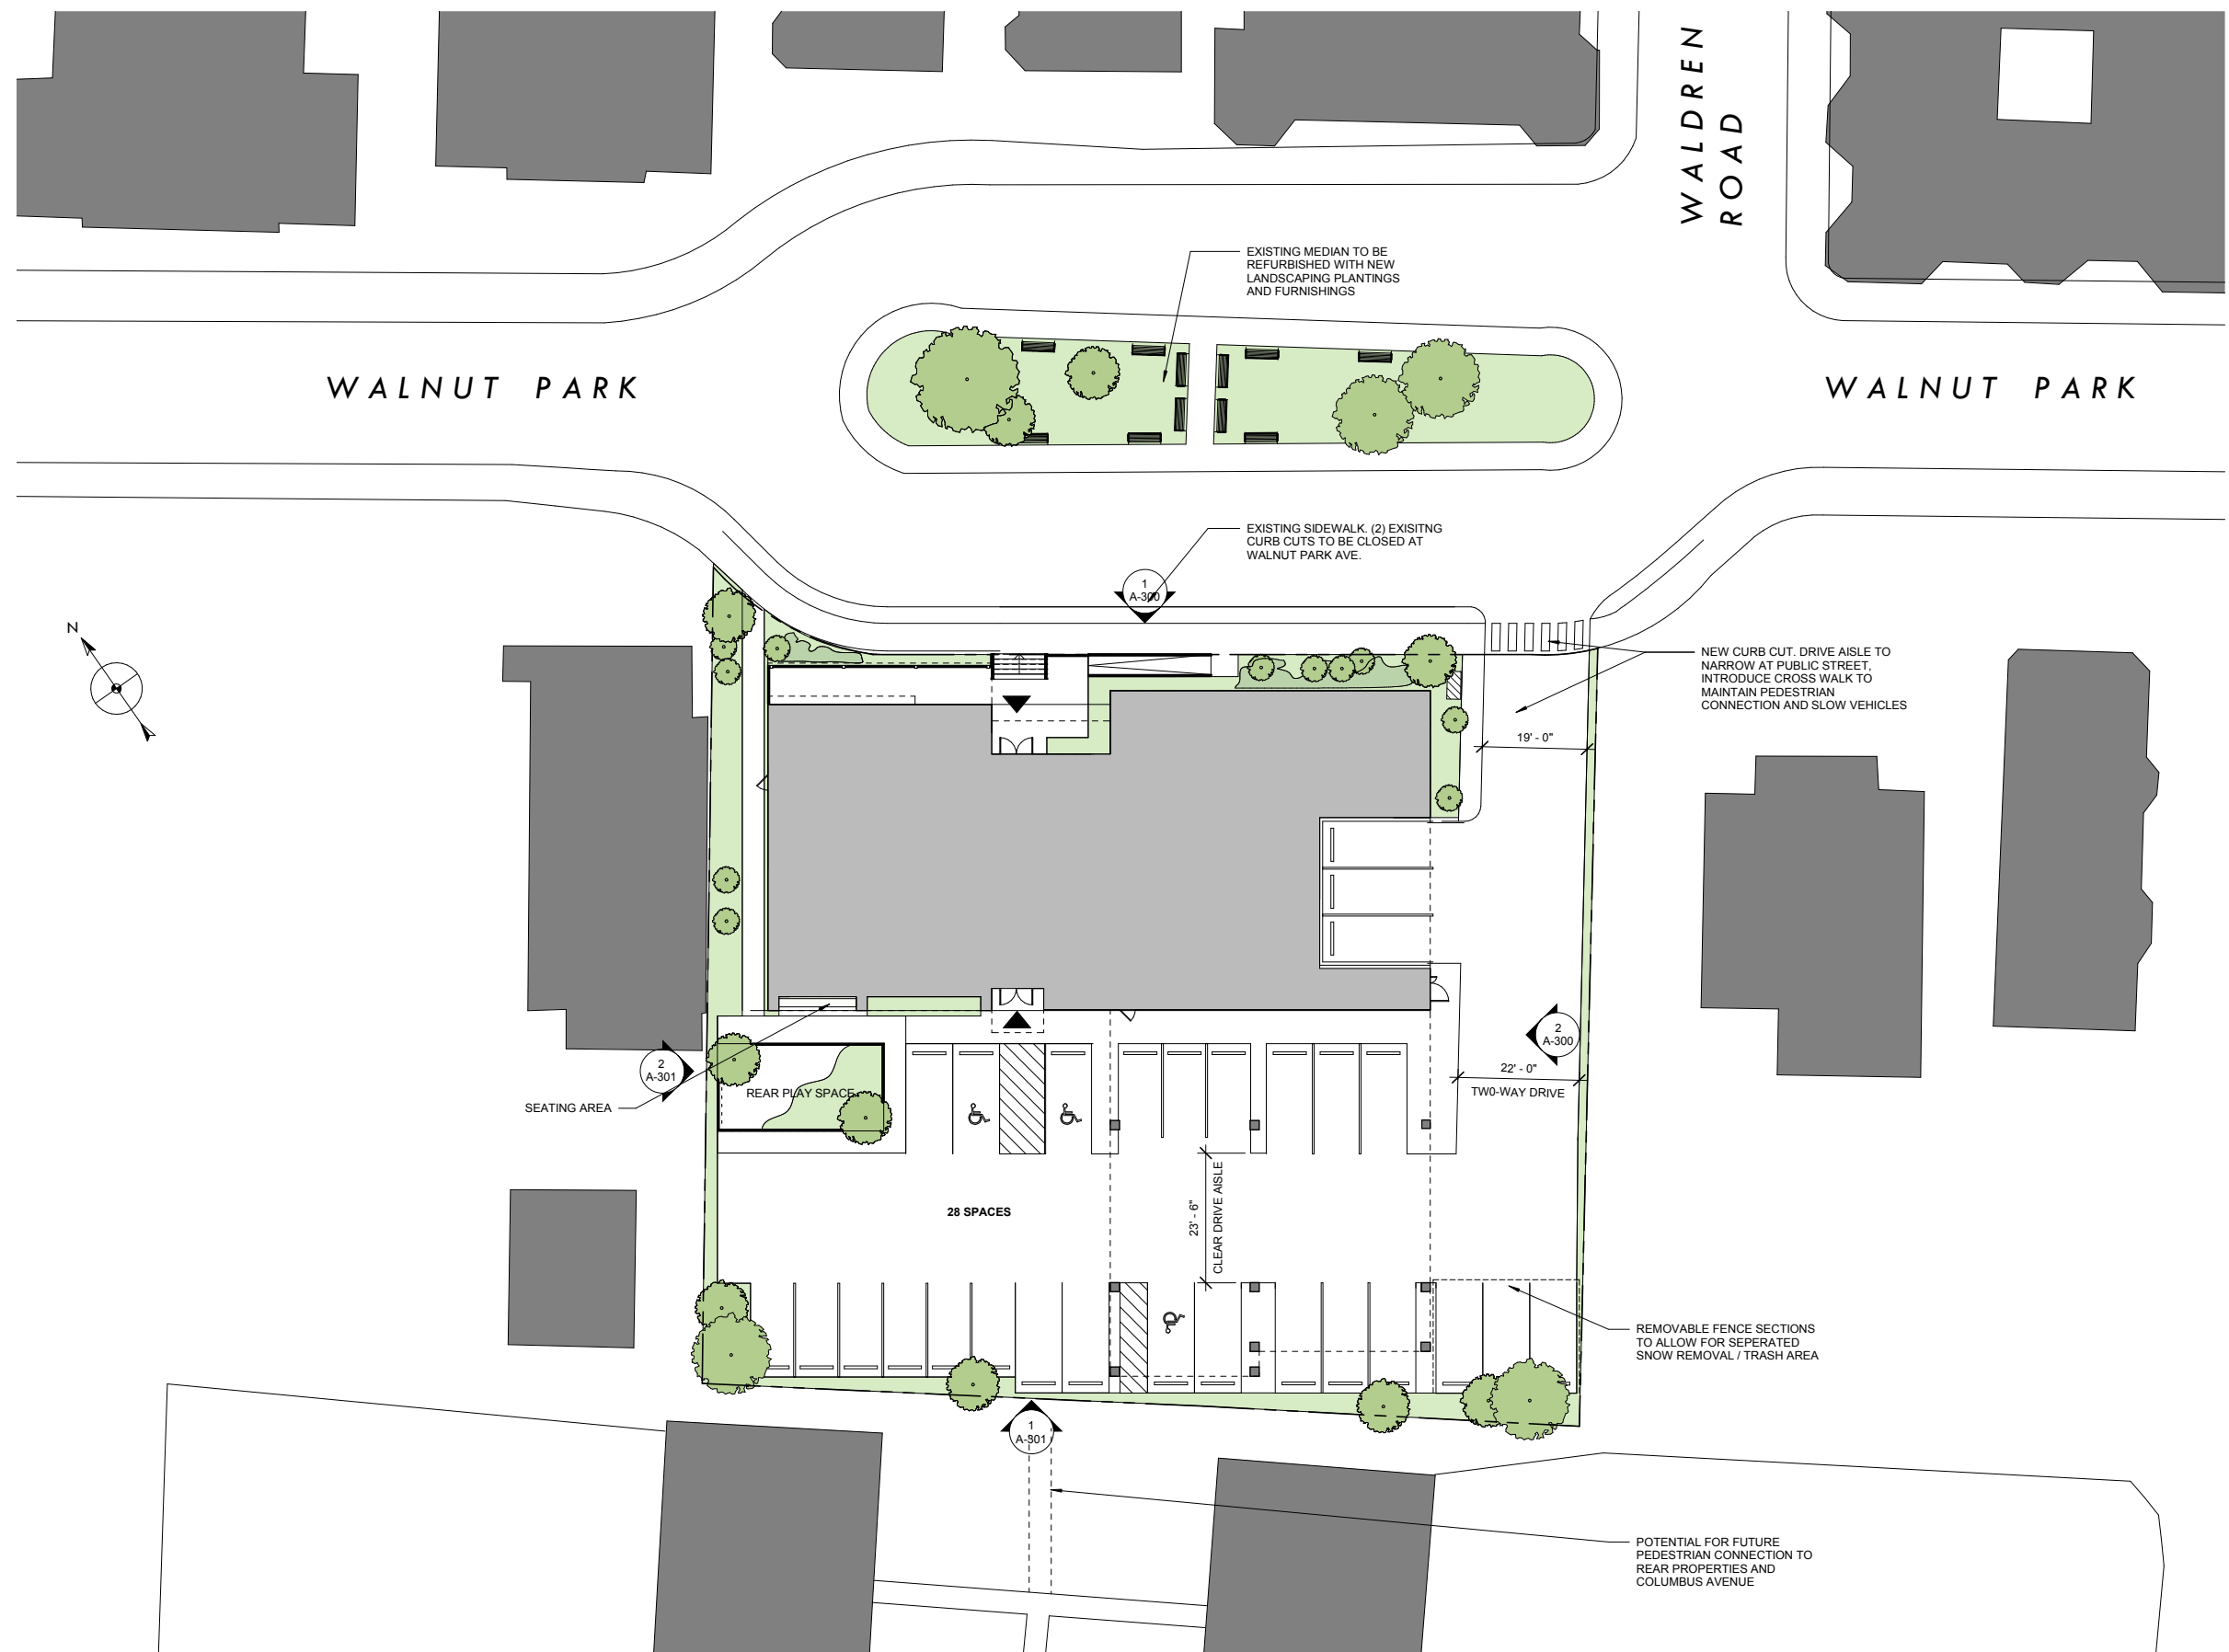 WALDREN
ROAD
EXISTING MEDIAN TO BE
REFURBISHED WITH NEW
LANDSCAPING PLANTINGS
AND FURNISHINGS
WALNUT PARK
WALNUT PARK
EXISTING SIDEWALK. (2) EXISITNG
CURB CUTS TO BE CLOSED AT
WALNUT PARK AVE.
1
A-300
N
NEW CURB CUT. DRIVE AISLE TO
NARROW AT PUBLIC STREET,
INTRODUCE CROSS WALK TO
MAINTAIN PEDESTRIAN
CONNECTION AND SLOW VEHICLES
19' - 0"
2
A-300
2
A-301
22' - 0"
TW0-WAY DRIVE
REAR PLAY SPACE
SEATING AREA
28 SPACES
23' - 6"
CLEAR DRIVE AISLE
REMOVABLE FENCE SECTIONS
TO ALLOW FOR SEPERATED
SNOW REMOVAL / TRASH AREA
1
A-301
POTENTIAL FOR FUTURE
PEDESTRIAN CONNECTION TO
REAR PROPERTIES AND
COLUMBUS AVENUE